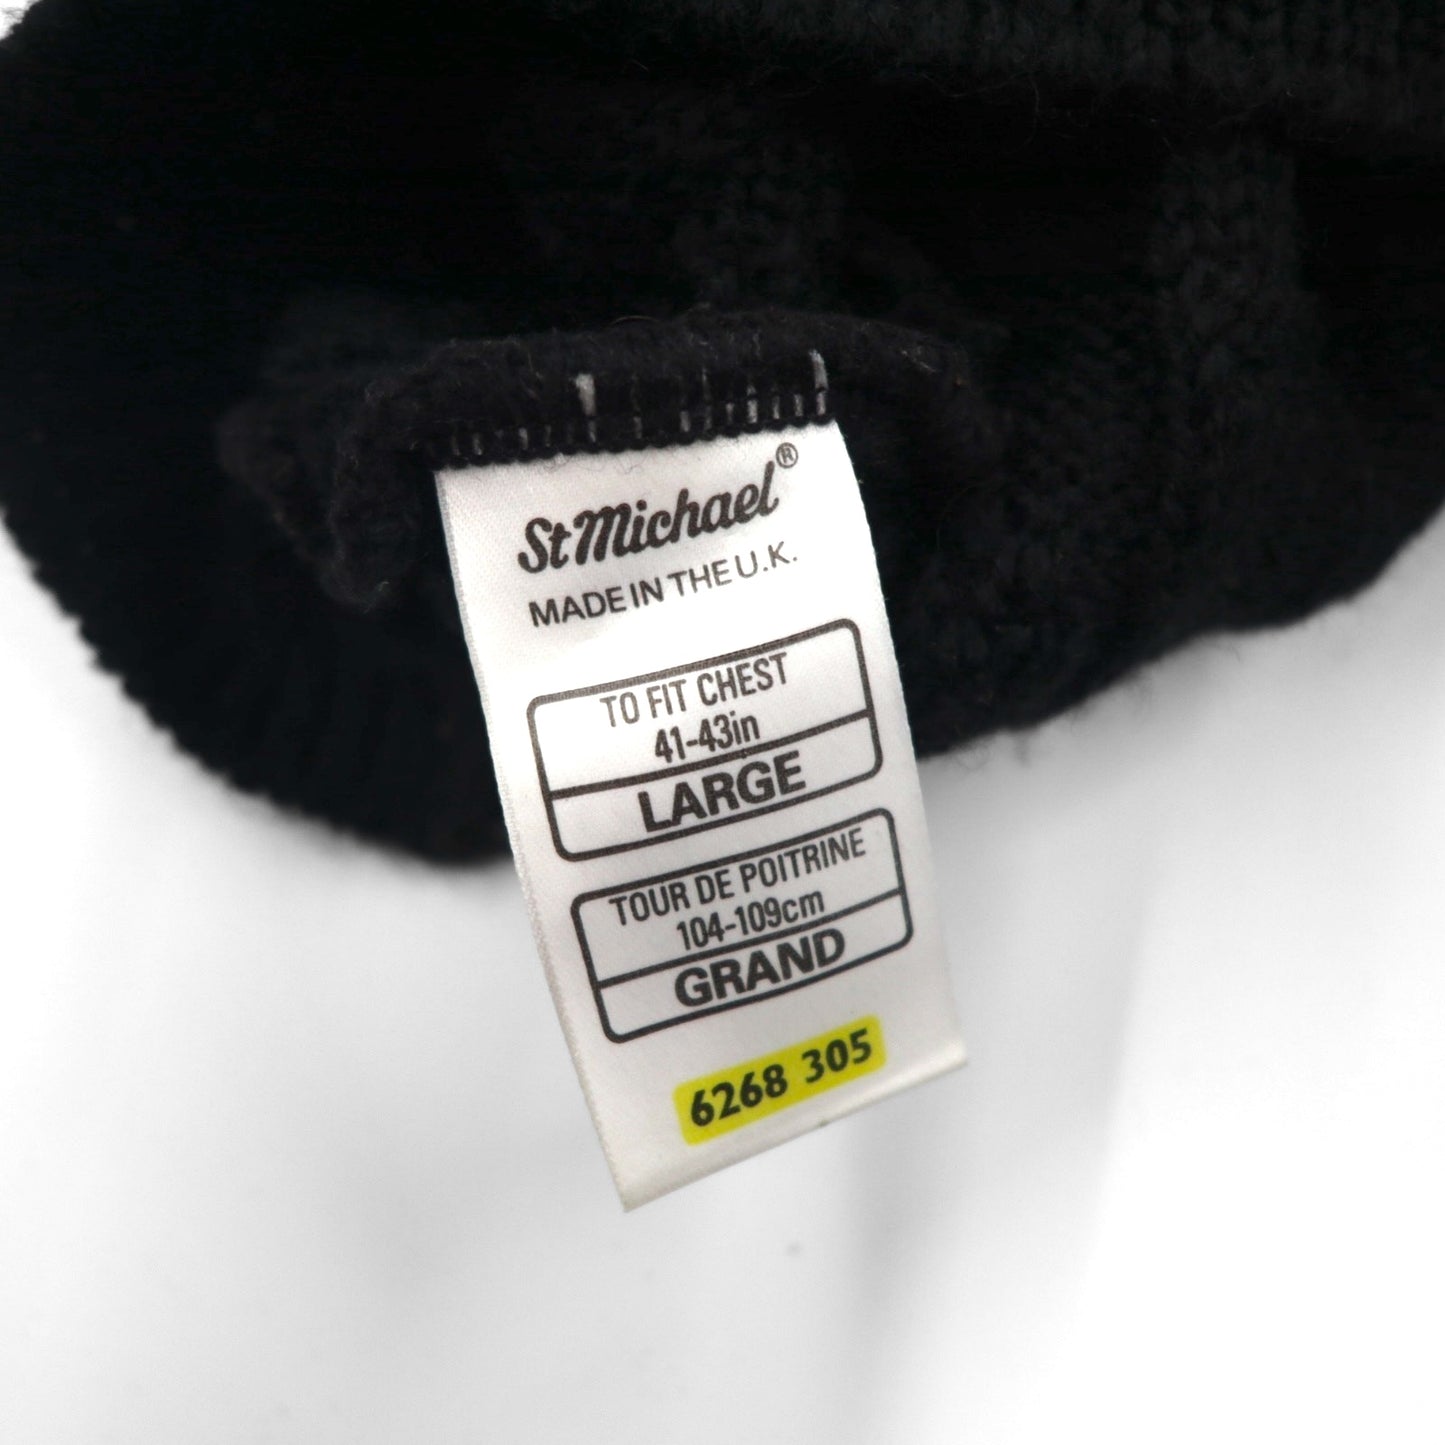 St Michael®
MADE IN THE U.K.
TO FIT CHEST
41-43in
LARGE
TOUR DE POITRINE
104-109cm
GRAND
6268 305